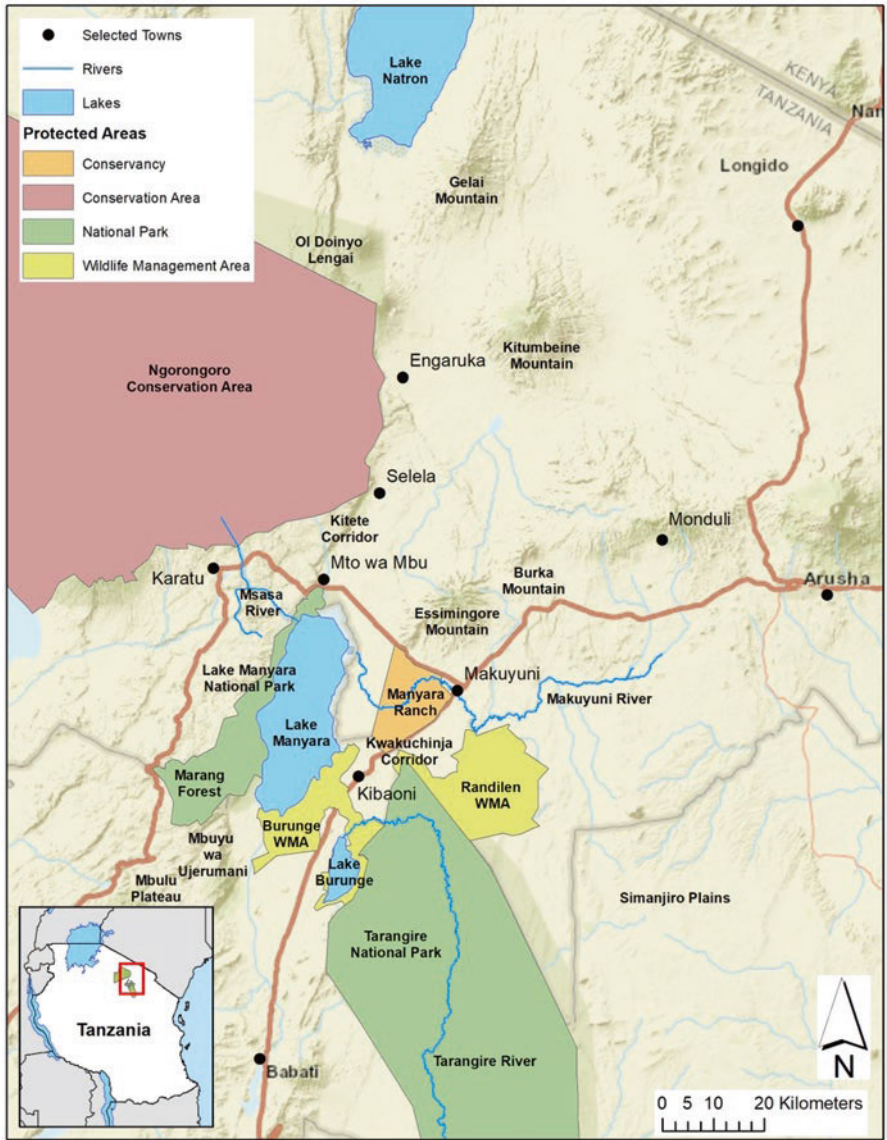 Selected Towns
Rivers
Lakes
Protected Areas
Conservancy
Conservation Area
National Park
Wildlife Management Area
Lake
Natron
KENYA
TANZANIA
Nam
Longido
Gelai
Mountain
Ol Doinyo
Lengai
Ngorongoro
Conservation Area
Engaruka
Kitumbeine
Mountain
Selela
Kitete
Corridor
Monduli
Karatu
Mto wa Mbu
Burka
Mountain
Arusha
Msasa
River
Essimingore
Mountain
Lake Manyara
National Park
Makuyuni
Manyara
Ranch
Makuyuni River
Lake
Manyara
Kwakuchinja
Corridor
Marang
Forest
Kibaoni
Randilen
WMA
Burunge
WMA
Mbuyu
wa
Ujerumani
Lake
Burunge
Mbulu
Plateau
Simanjiro Plains
Tarangire
National Park
Tanzania
Babati
Tarangire River
N
0 5 10 20 Kilometers